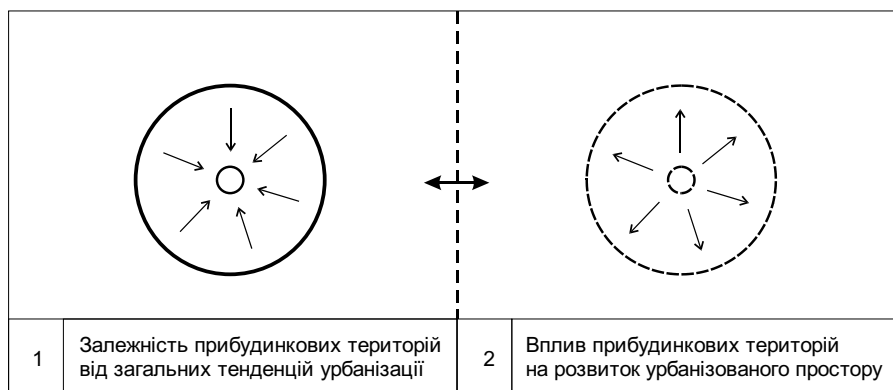 1
Залежність прибудинкових територій
від загальних тенденцій урбанізації
2
Вплив прибудинкових територій
на розвиток урбанізованого простору